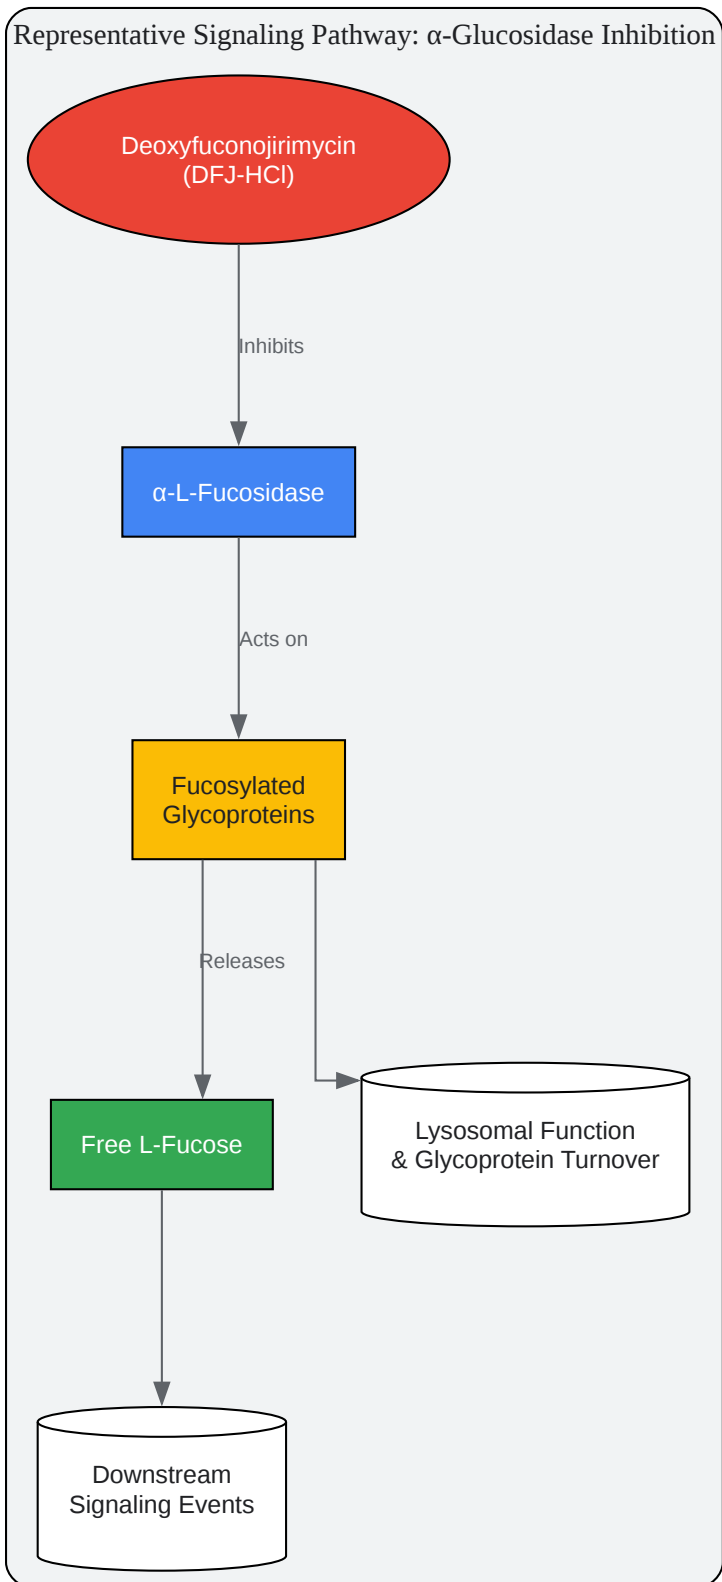 Representative Signaling Pathway: α-Glucosidase Inhibition
Deoxyfuconojirimycin
(DFJ-HCl)
Inhibits
α-L-Fucosidase
Acts on
Fucosylated
Glycoproteins
Releases
Lysosomal Function
& Glycoprotein Turnover
Free L-Fucose
Downstream
Signaling Events